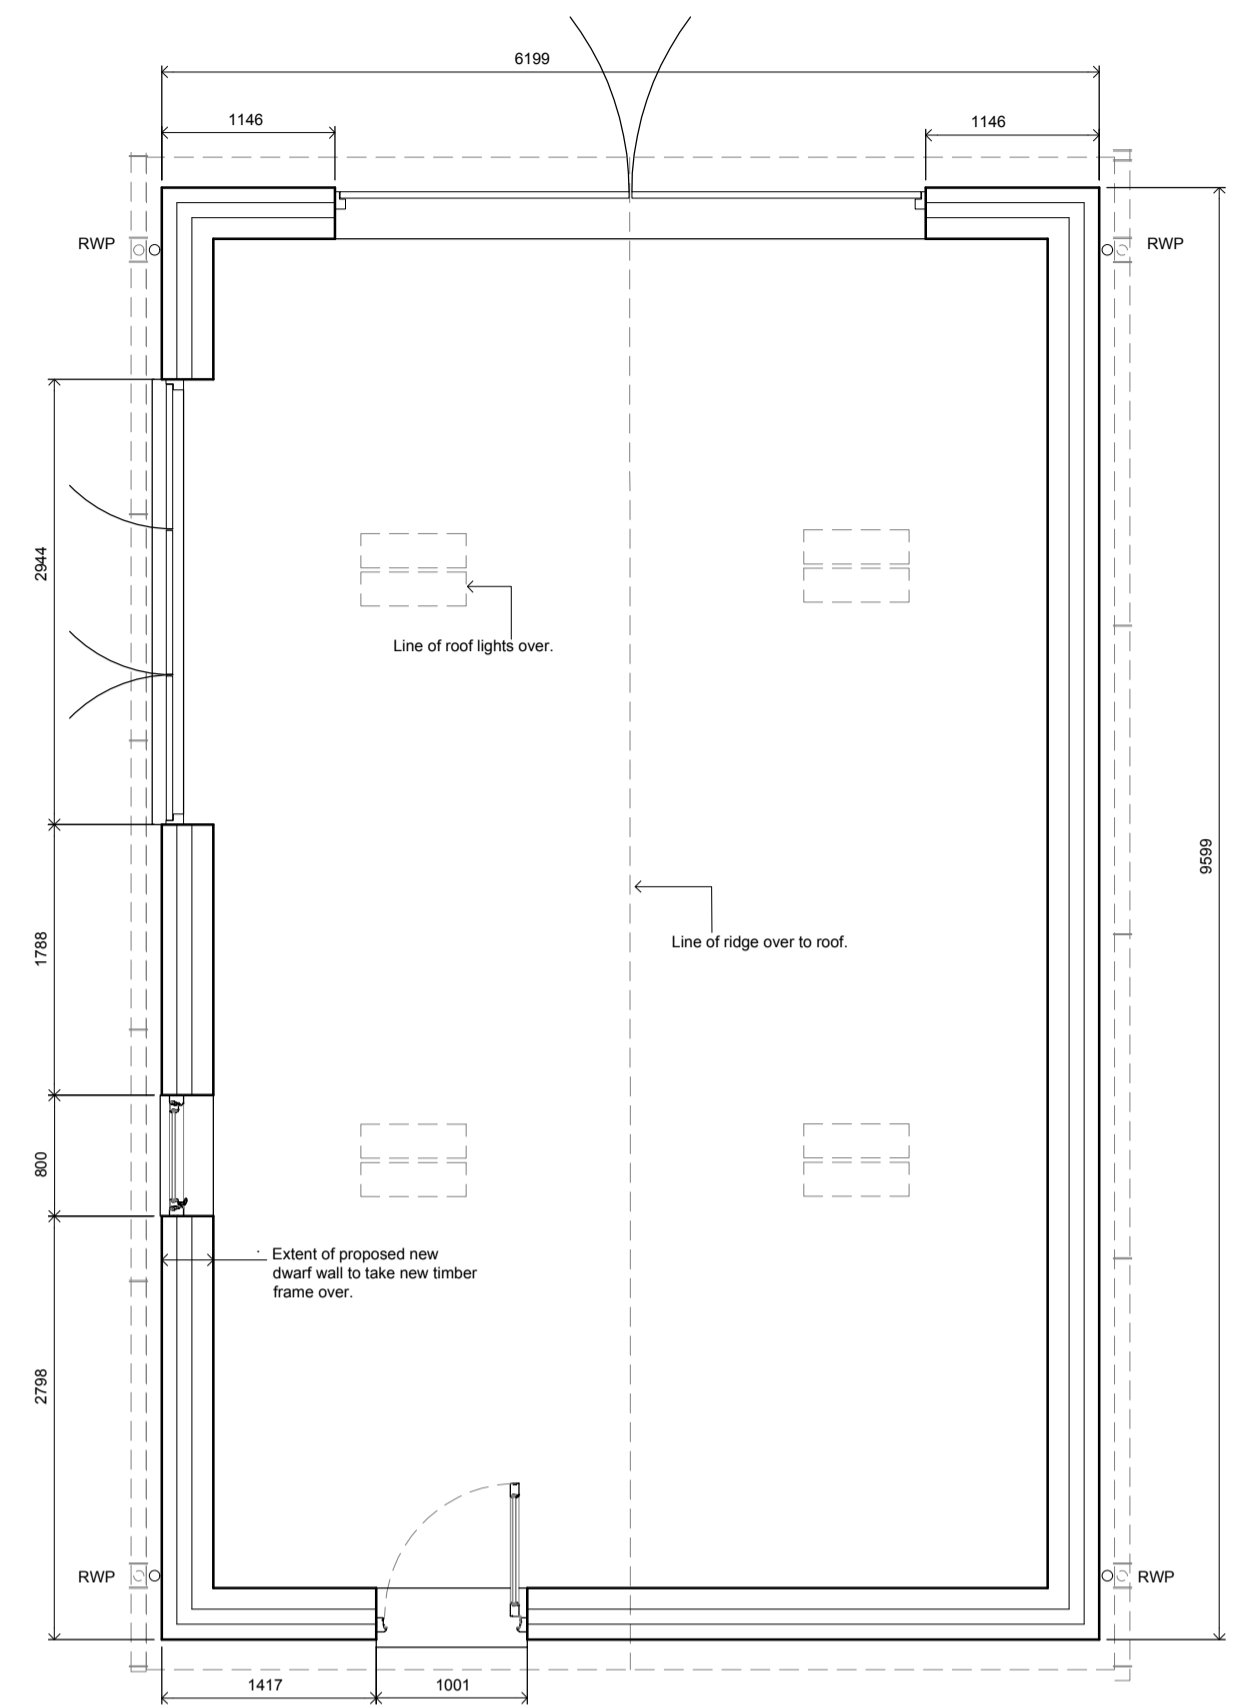 6199
1146
1146
RWP
RWP
2944
Line of roof lights over.
9599
1788
Line of ridge over to roof.
800
Extent of proposed new
dwarf wall to take new timber
frame over.
2798
RWP
RWP
1417
1001